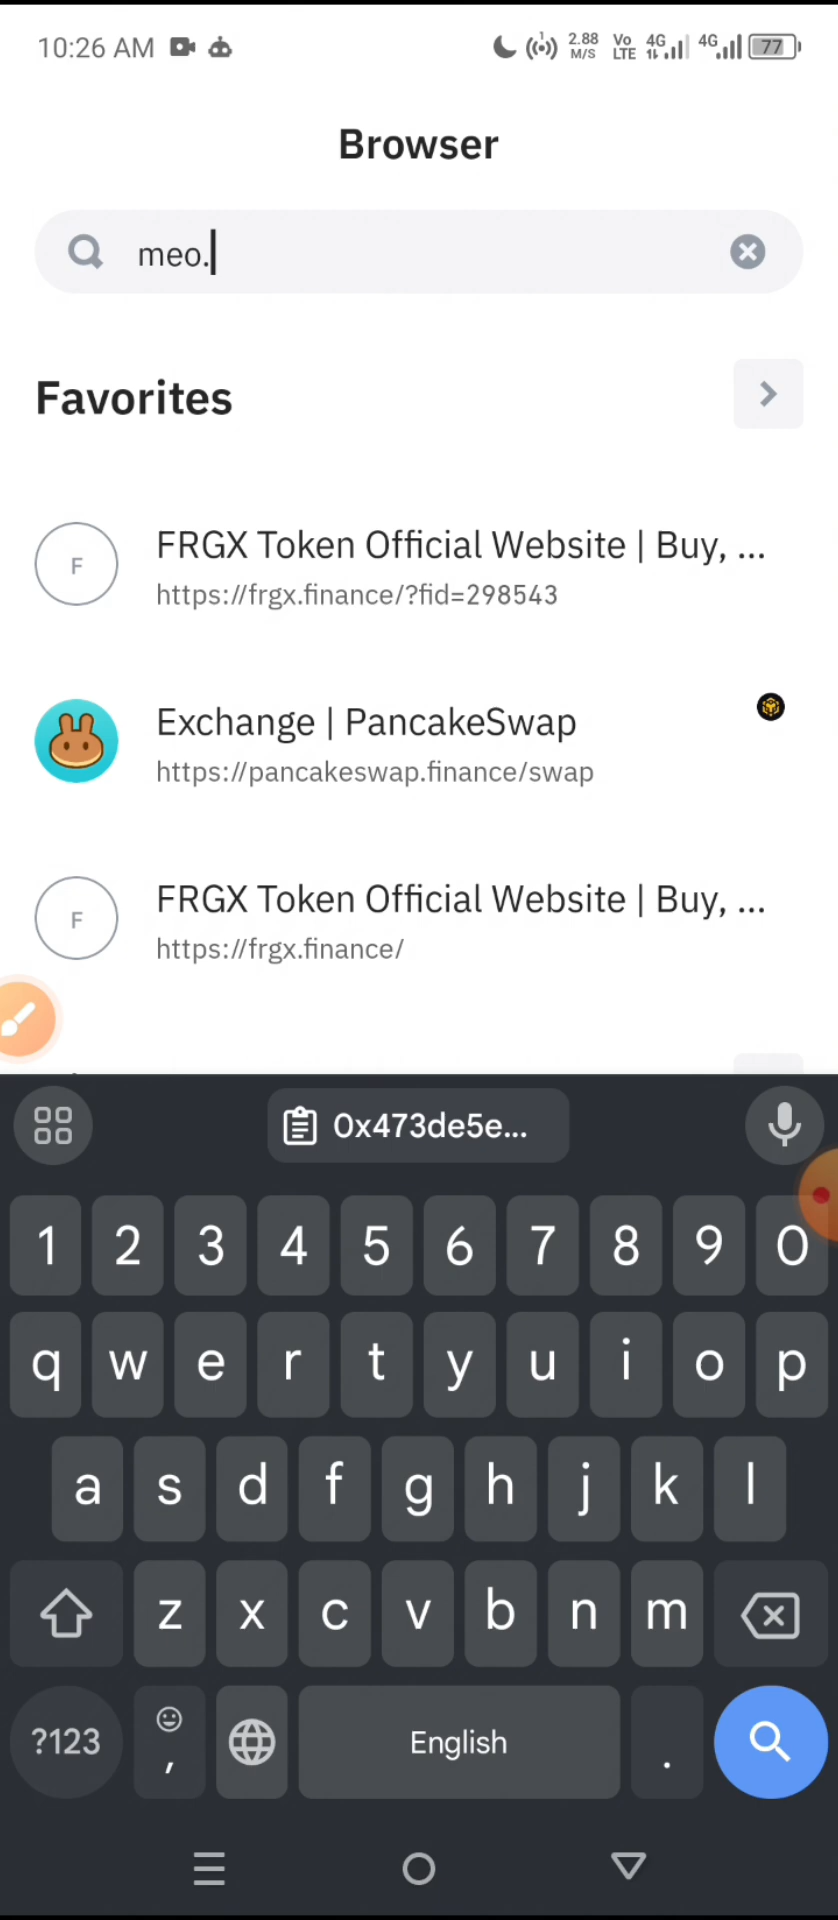 10:26 AM
1
2.88
M/S
Vo
LTE
4G
4G
77
Browser
meo.
Favorites
F
FRGX Token Official Website | Buy, ...
https://frgx.finance/?fid=298543
Exchange | PancakeSwap
https://pancakeswap.finance/swap
F
FRGX Token Official Website | Buy, ...
https://frgx.finance/
0x473de5e...
1 2 3 4 5 6 7 8 9 0
q w e r t y u i o p
a s d f g h j k l
z x c v b n m
?123 , English .